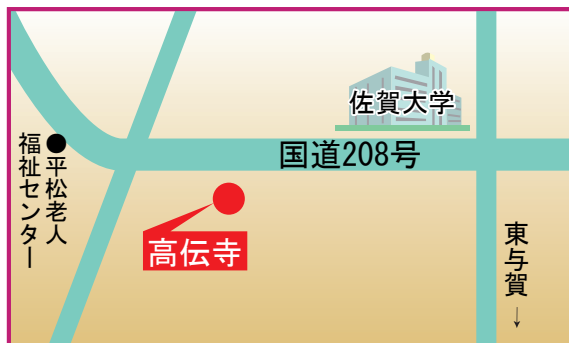 佐賀大学
国道208号
●平松老人
福祉センター
高伝寺
東与賀
↓